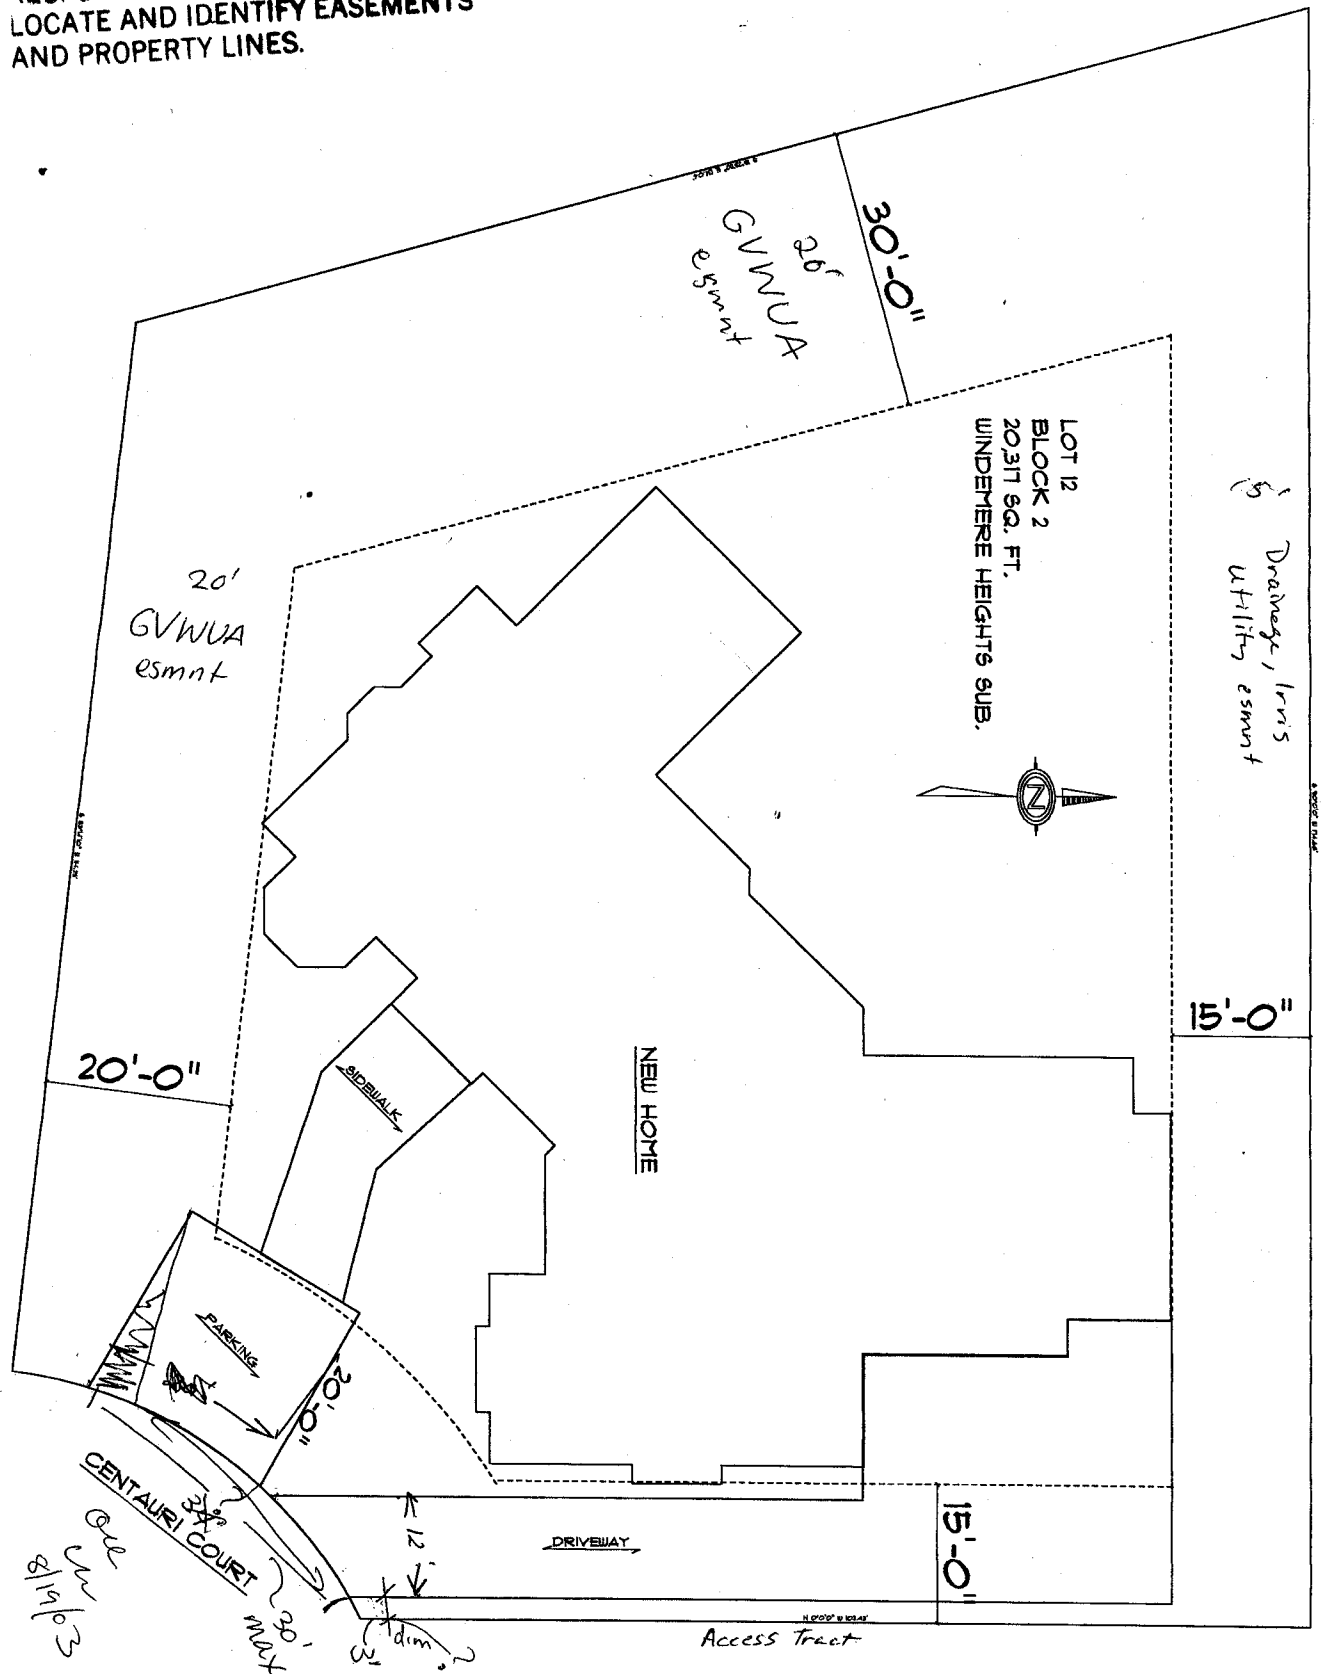 LOCATE AND IDENTIFY EASEMENTS
AND PROPERTY LINES.
30'-0"
20'
GVWUA
esmnt
LOT 12
BLOCK 2
20,317 SQ. FT.
WINDEMERE HEIGHTS SUB.
Drainage, Irris
utility esmnt
N
20'
GVWUA
esmnt
15'-0"
20'-0"
SIDEWALK
NEW HOME
PARKING
20'-0"
CENTAURI COURT
30'
max
8/19/03
12'
DRIVEWAY
15'-0"
3'
dim
?
Access Tract